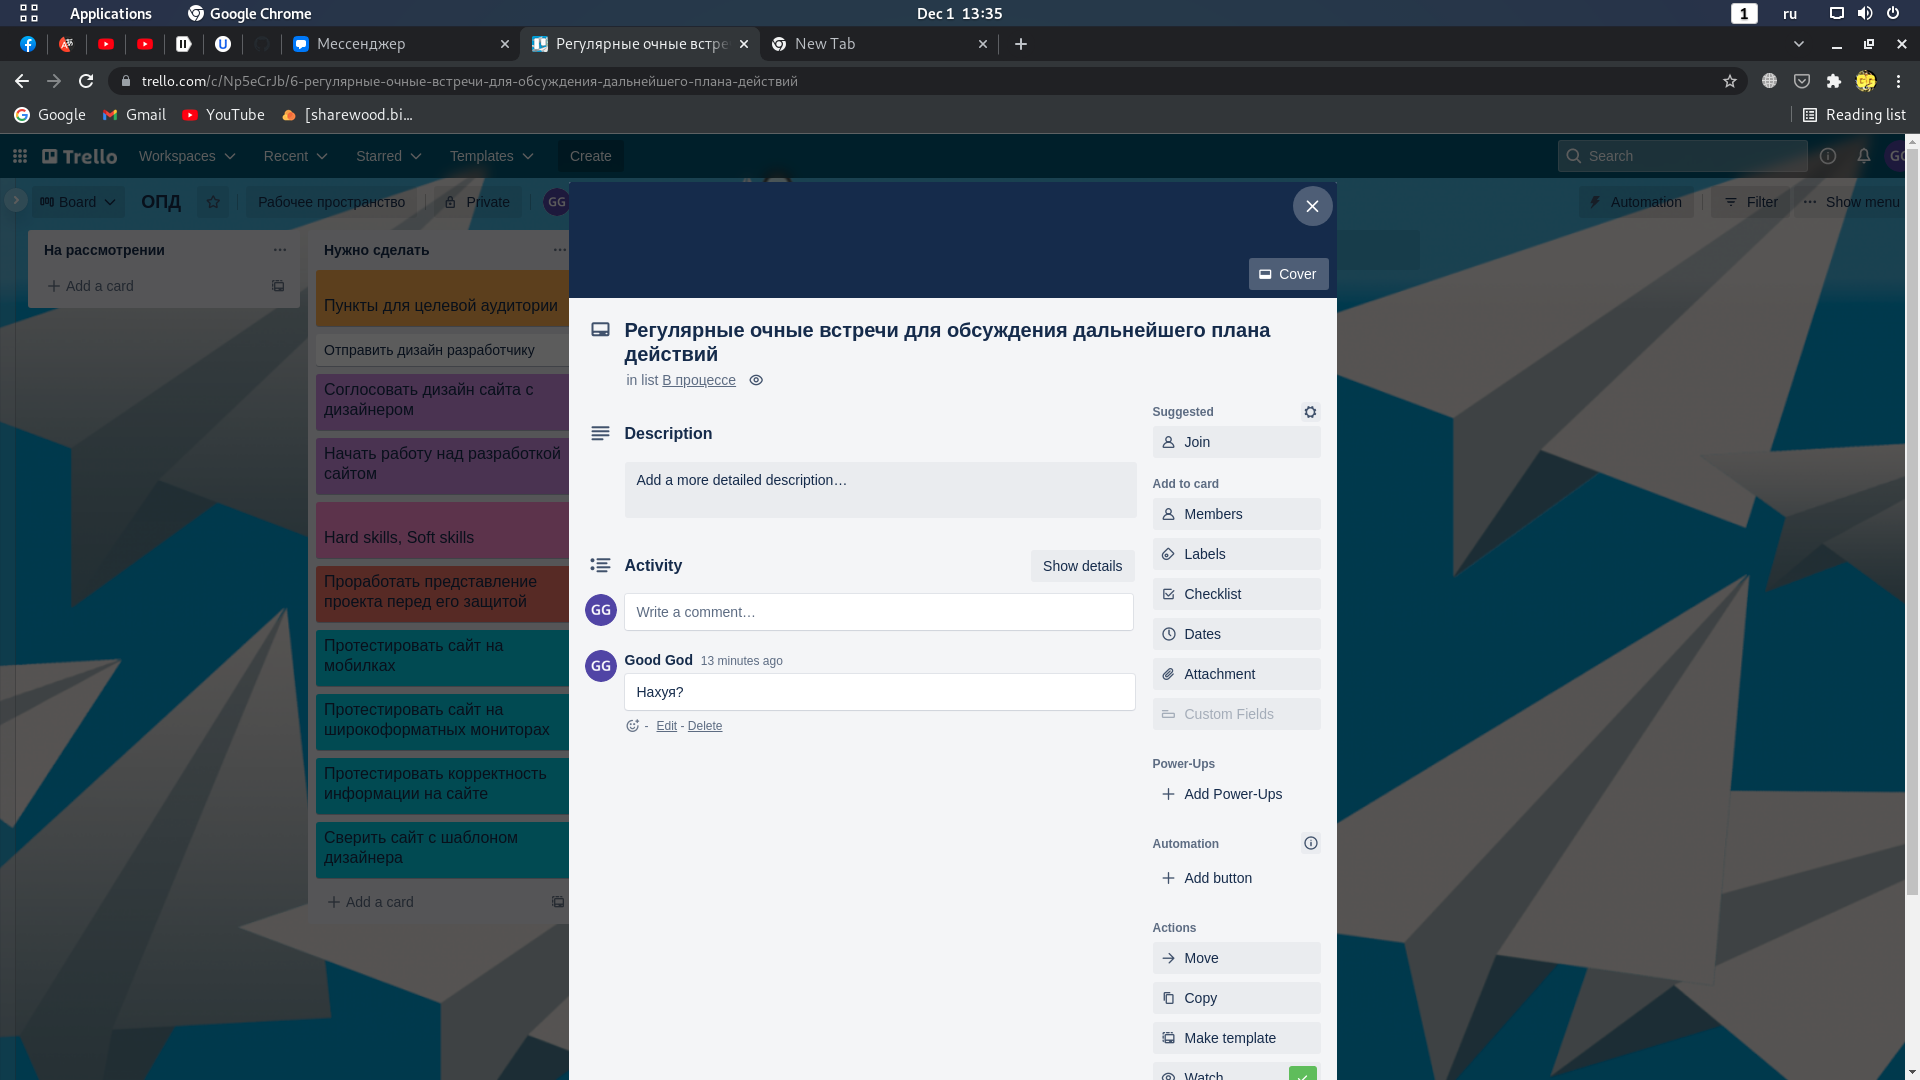 Applications
Google Chrome
Dec 1 13:35
1
ru
Мессенджер
Регулярные очные встре
New Tab
trello.com/c/Np5eCrJb/6-регулярные-очные-встречи-для-обсуждения-дальнейшего-плана-действий
Google
Gmail
YouTube
[sharewood.bi...
Reading list
Trello
Workspaces
Recent
Starred
Templates
Create
Search
GG
Board
ОПД
Рабочее пространство
Private
GG
Automation
Filter
Show menu
На рассмотрении
Add a card
Нужно сделать
Пункты для целевой аудитории
Отправить дизайн разработчику
Соглосовать дизайн сайта с
дизайнером
Начать работу над разработкой
сайтом
Hard skills, Soft skills
Проработать представление
проекта перед его защитой
Протестировать сайт на
мобилках
Протестировать сайт на
широкоформатных мониторах
Протестировать корректность
информации на сайте
Сверить сайт с шаблоном
дизайнера
Add a card
Cover
Регулярные очные встречи для обсуждения дальнейшего плана
действий
in list В процессе
Description
Add a more detailed description…
Activity
Show details
GG
Write a comment…
GG
Good God 13 minutes ago
Нахуя?
- Edit - Delete
Suggested
Join
Add to card
Members
Labels
Checklist
Dates
Attachment
Custom Fields
Power-Ups
Add Power-Ups
Automation
Add button
Actions
Move
Copy
Make template
Watch